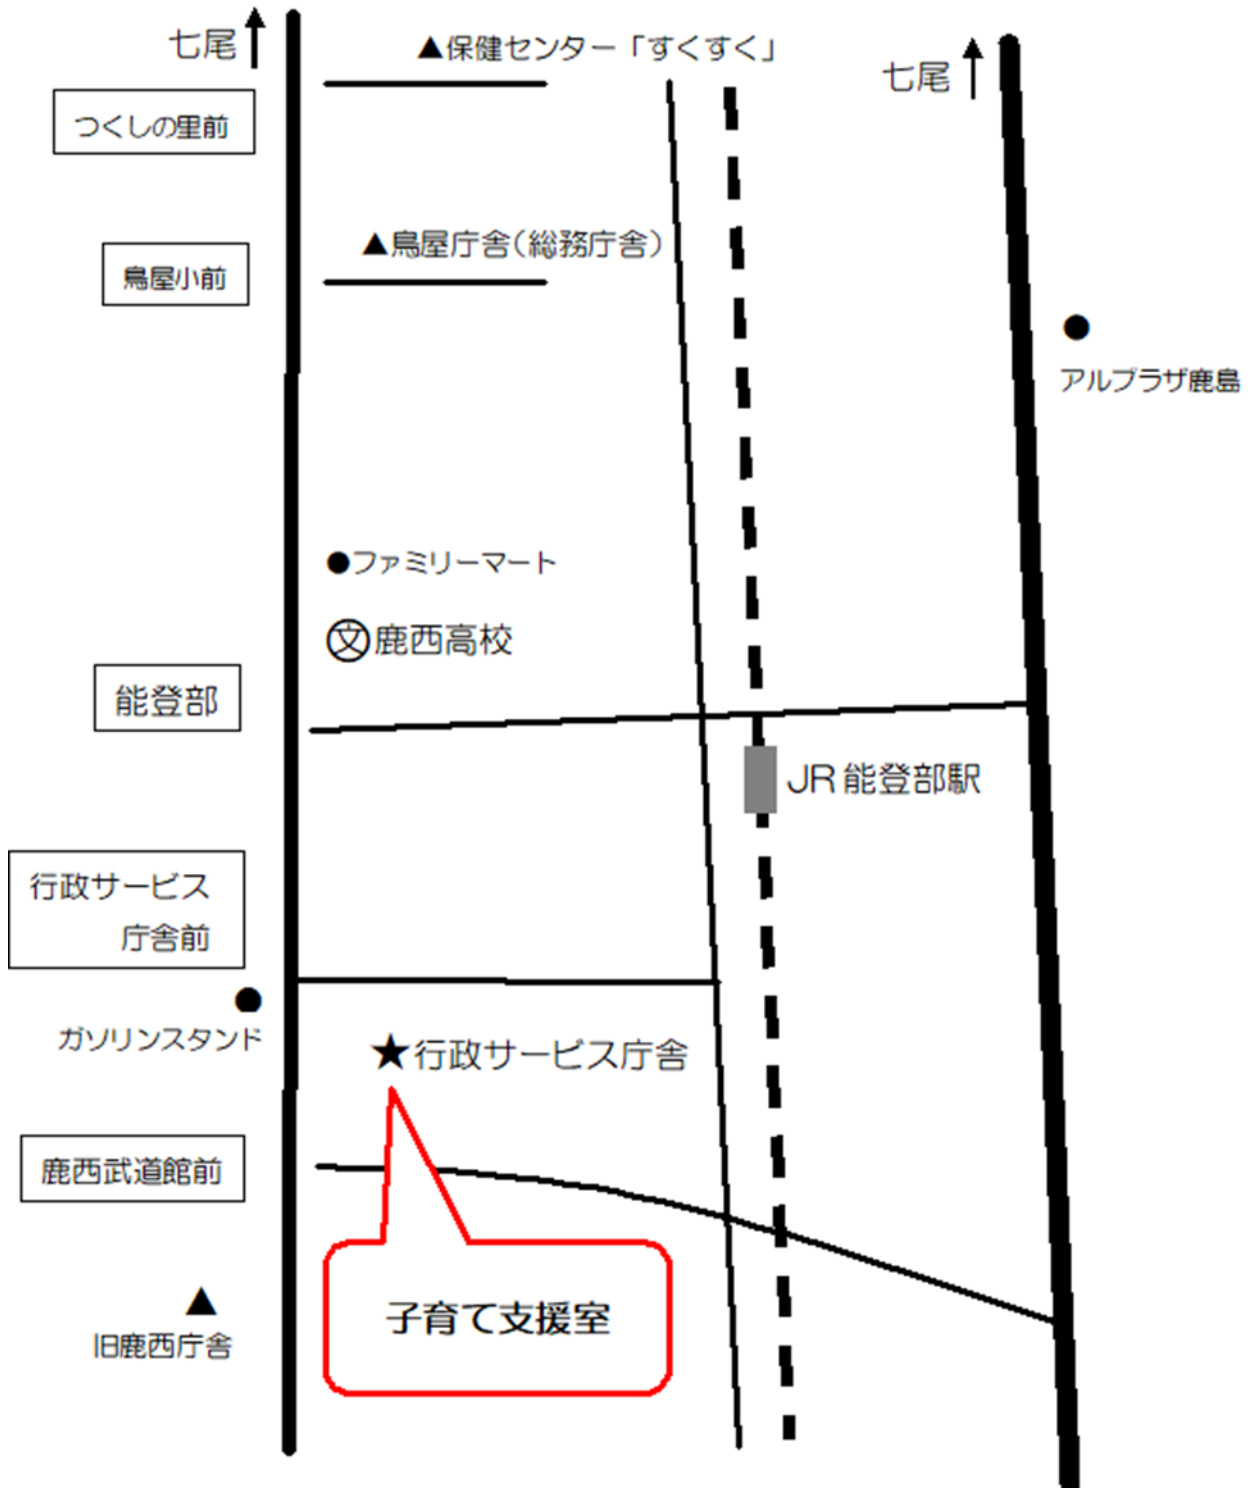 七尾
▲保健センター「すくすく」
七尾
つくしの里前
▲鳥屋庁舎(総務庁舎)
鳥屋小前
●
アルプラザ鹿島
●ファミリーマート
文鹿西高校
能登部
JR能登部駅
行政サービス
庁舎前
●
ガソリンスタンド
★行政サービス庁舎
鹿西武道館前
▲
旧鹿西庁舎
子育て支援室